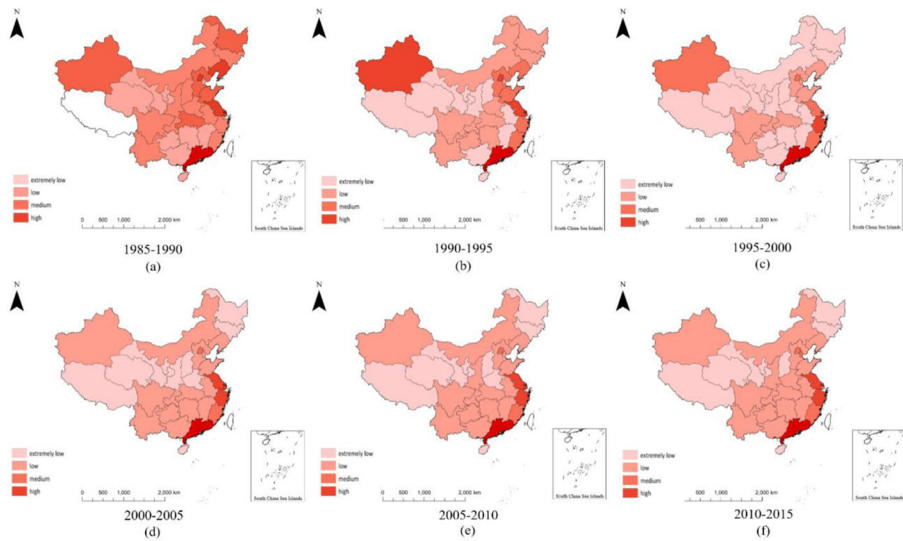 N
extremely low
low
medium
high
0 500 1,000 2,000 km
South China Sea Islands
1985-1990
(a)
N
extremely low
low
medium
high
0 500 1,000 2,000 km
South China Sea Islands
1990-1995
(b)
N
extremely low
low
medium
high
0 500 1,000 2,000 km
South China Sea Islands
1995-2000
(c)
N
extremely low
low
medium
high
0 500 1,000 2,000 km
South China Sea Islands
2000-2005
(d)
N
extremely low
low
medium
high
0 500 1,000 2,000 km
South China Sea Islands
2005-2010
(e)
N
extremely low
low
medium
high
0 500 1,000 2,000 km
South China Sea Islands
2010-2015
(f)